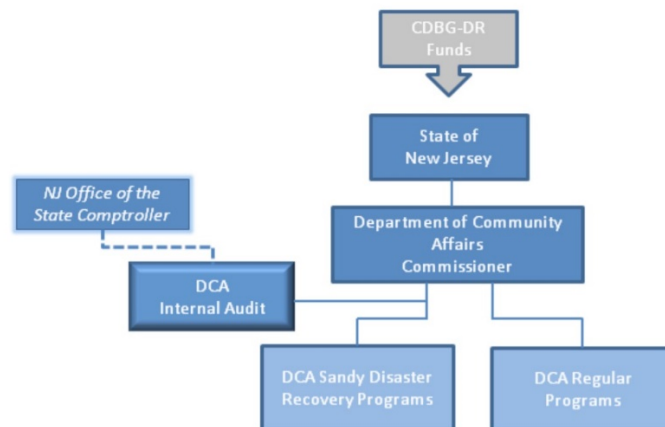 CDBG-DR
Funds
State of
New Jersey
NJ Office of the
State Comptroller
Department of Community
Affairs
Commissioner
DCA
Internal Audit
DCA Sandy Disaster
Recovery Programs
DCA Regular
Programs